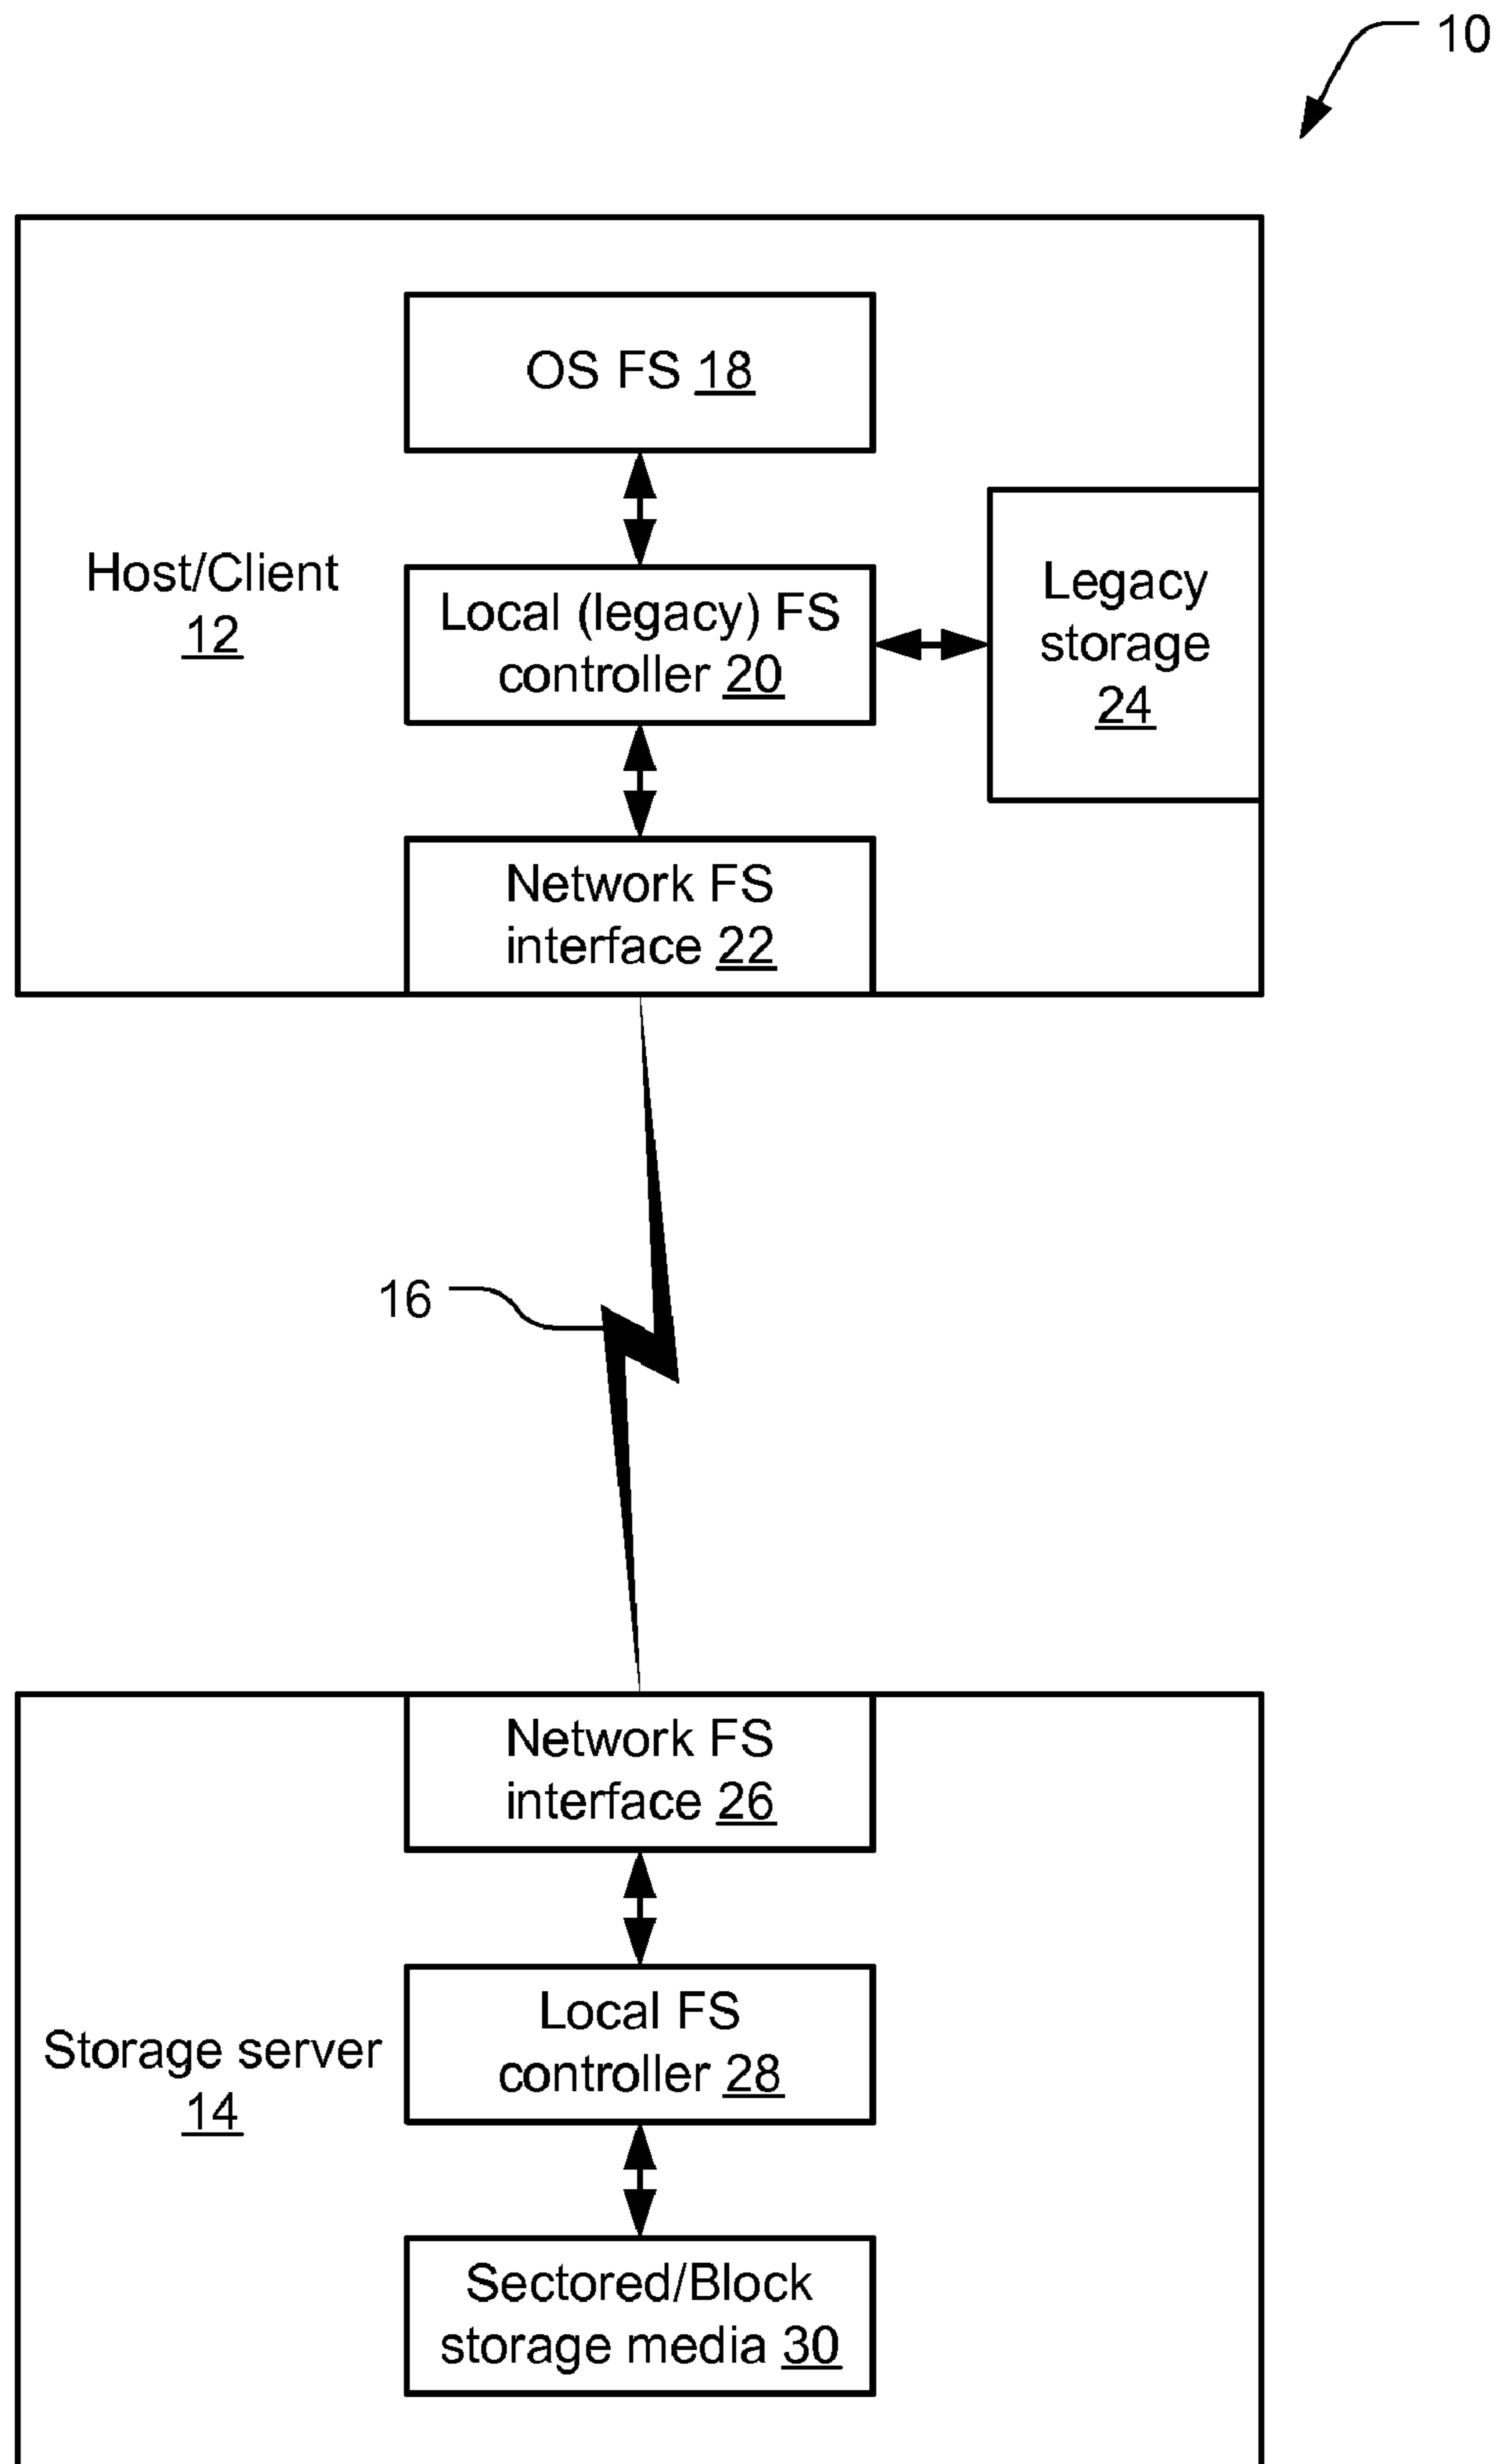 10
OS FS 18
Host/Client
12
Local (legacy) FS
controller 20
Legacy
storage
24
Network FS
interface 22
16
Network FS
interface 26
Storage server
14
Local FS
controller 28
Sectored/Block
storage media 30